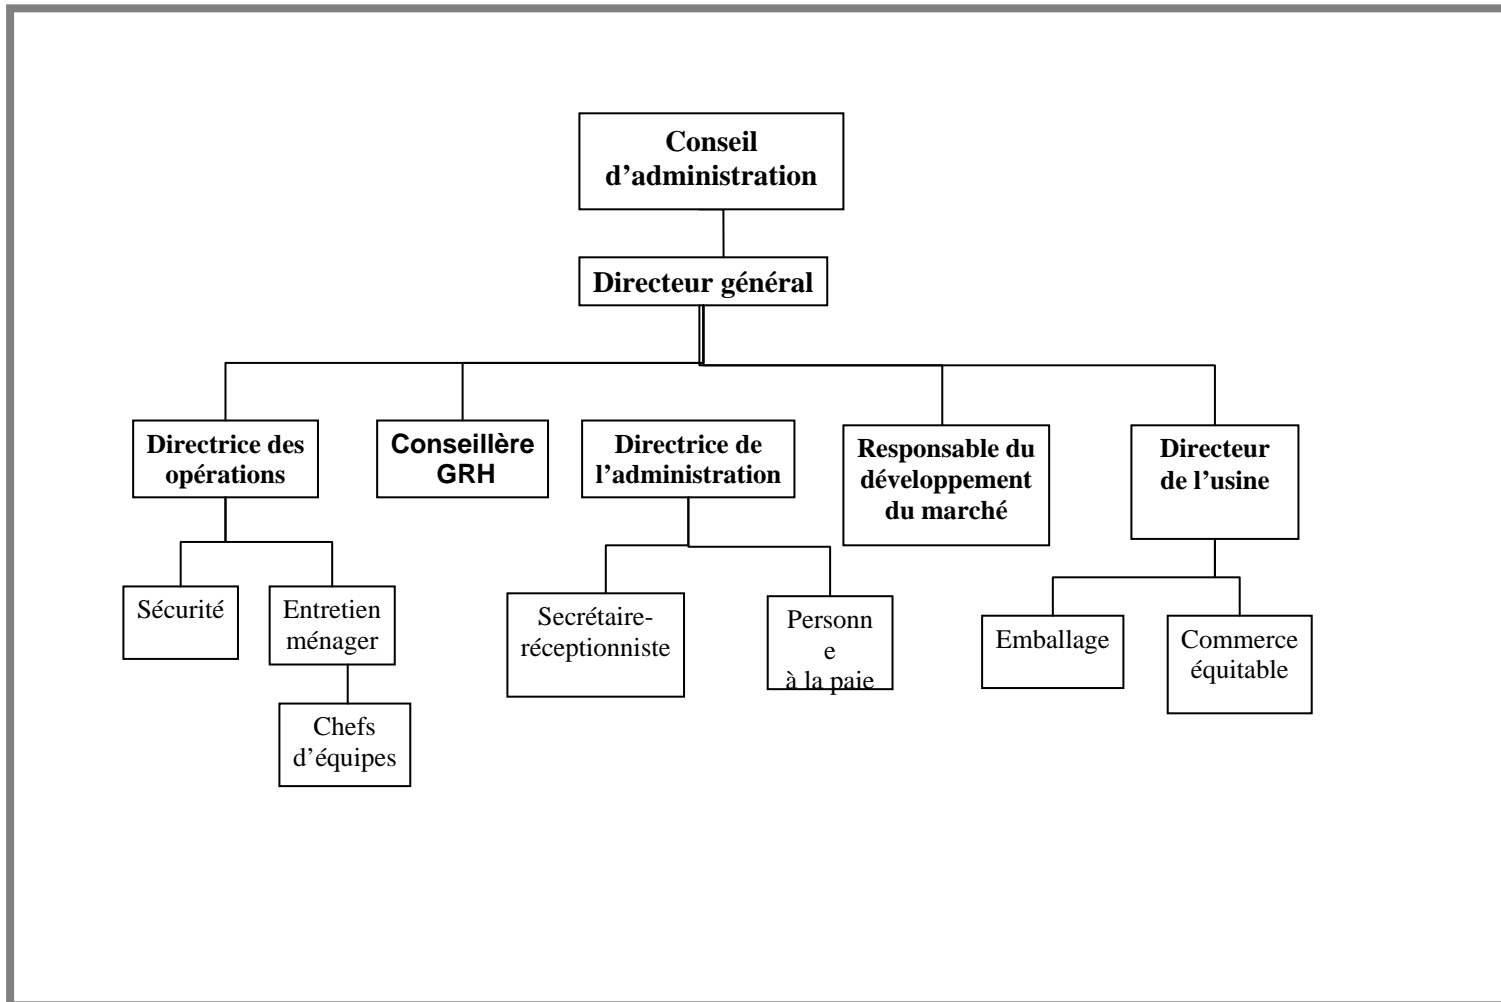 Conseil
d’administration
Directeur général
Directrice des
opérations
Conseillère
GRH
Directrice de
l’administration
Responsable du
développement
du marché
Directeur
de l’usine
Sécurité
Entretien
ménager
Secrétaire-
réceptionniste
Personn
e
à la paie
Emballage
Commerce
équitable
Chefs
d’équipes